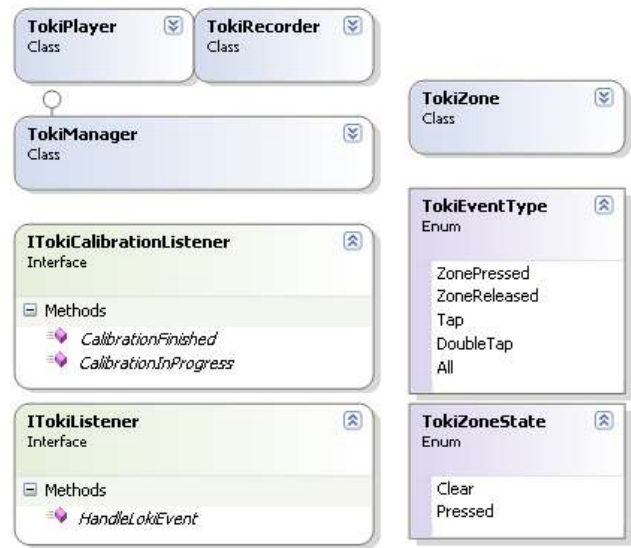 TokiPlayer
Class
TokiRecorder
Class
TokiManager
Class
ITokiCalibrationListener
Interface
Methods
CalibrationFinished
CalibrationInProgress
ITokiListener
Interface
Methods
HandleLokiEvent
TokiZone
Class
TokiEventType
Enum
ZonePressed
ZoneReleased
Tap
DoubleTap
All
TokiZoneState
Enum
Clear
Pressed